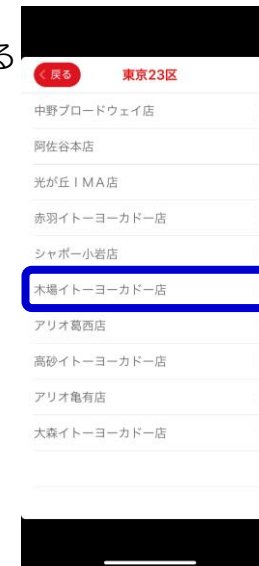 る
戻る
東京23区
中野ブロードウェイ店
阿佐谷本店
光が丘IMA店
赤羽イトーヨーカドー店
シャポー小岩店
木場イトーヨーカドー店
アリオ葛西店
高砂イトーヨーカドー店
アリオ亀有店
大森イトーヨーカドー店